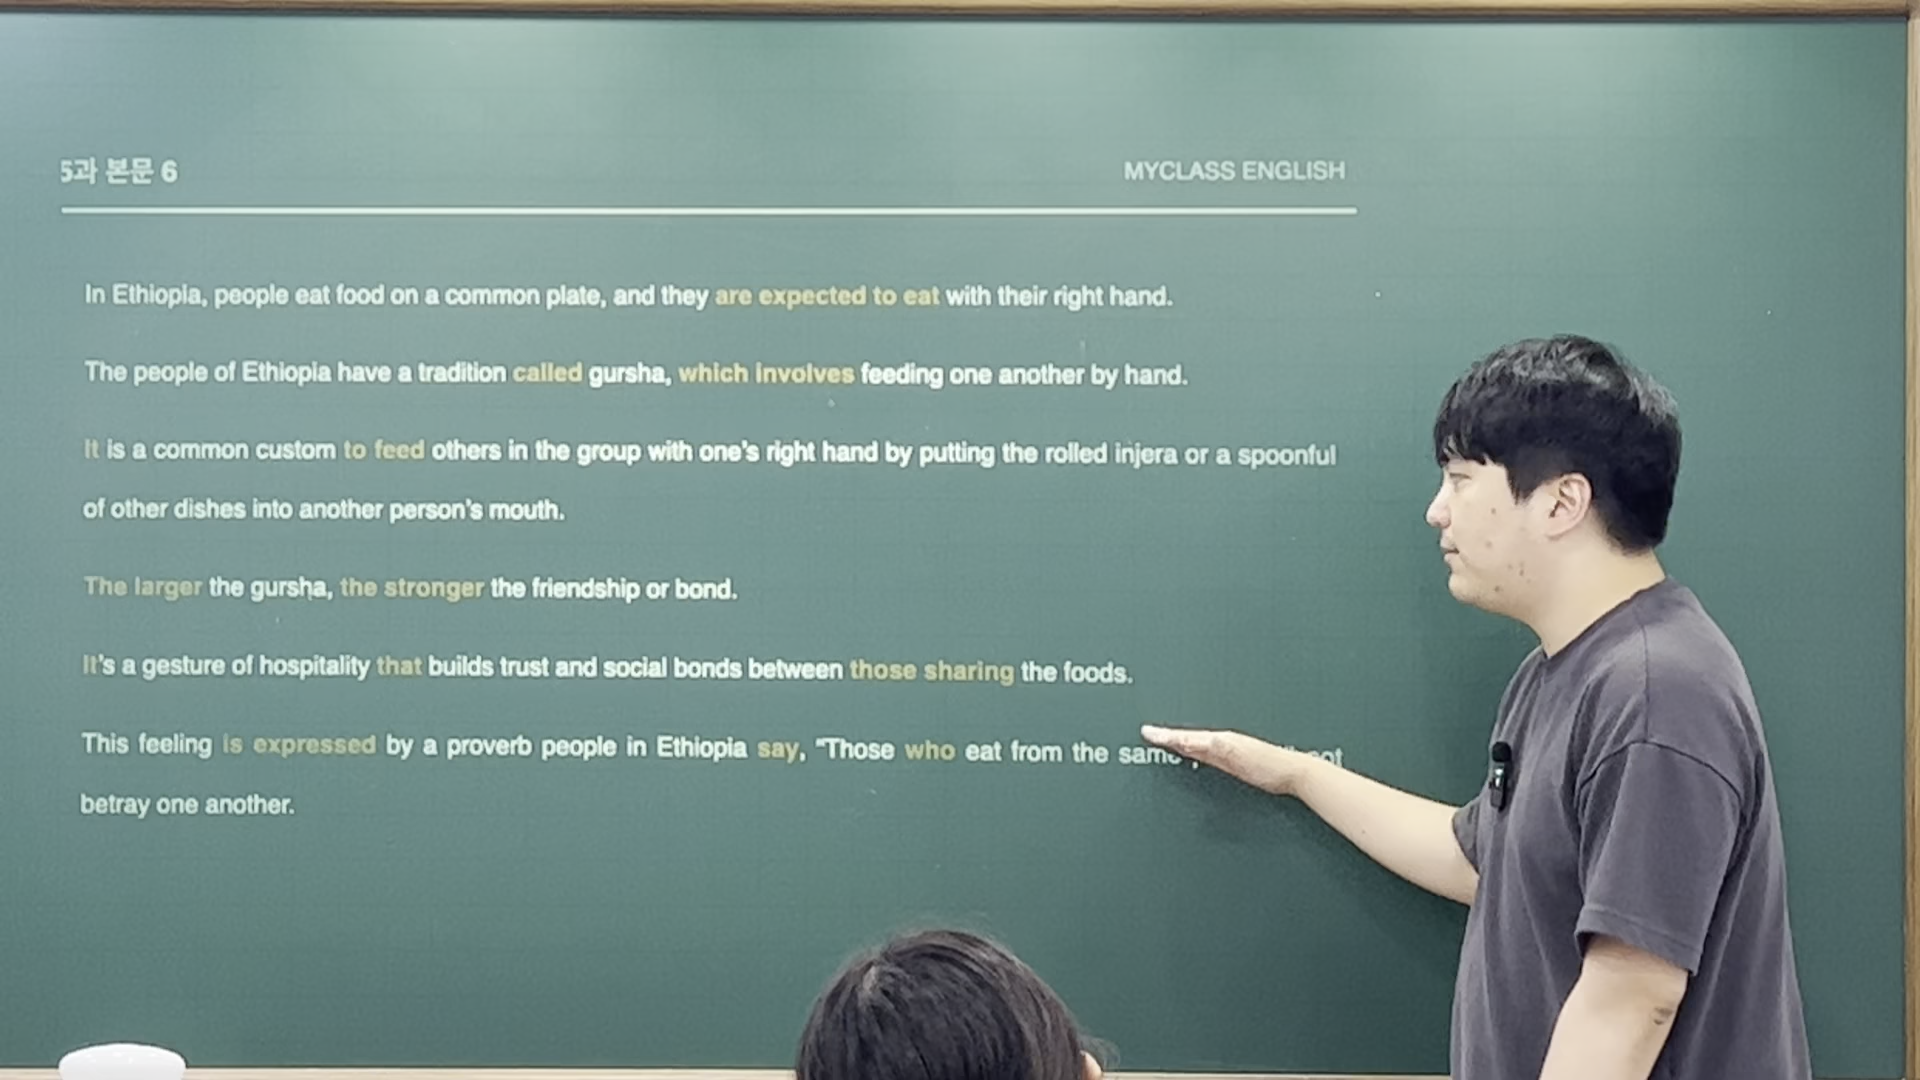 5과 본문 6
MYCLASS ENGLISH
In Ethiopia, people eat food on a common plate, and they are expected to eat with their right hand.
The people of Ethiopia have a tradition called gursha, which involves feeding one another by hand.
It is a common custom to feed others in the group with one's right hand by putting the rolled injera or a spoonful
of other dishes into another person's mouth.
The larger the gursha, the stronger the friendship or bond.
It's a gesture of hospitality that builds trust and social bonds between those sharing the foods.
This feeling is expressed by a proverb people in Ethiopia say, “Those who eat from the same
betray one another.